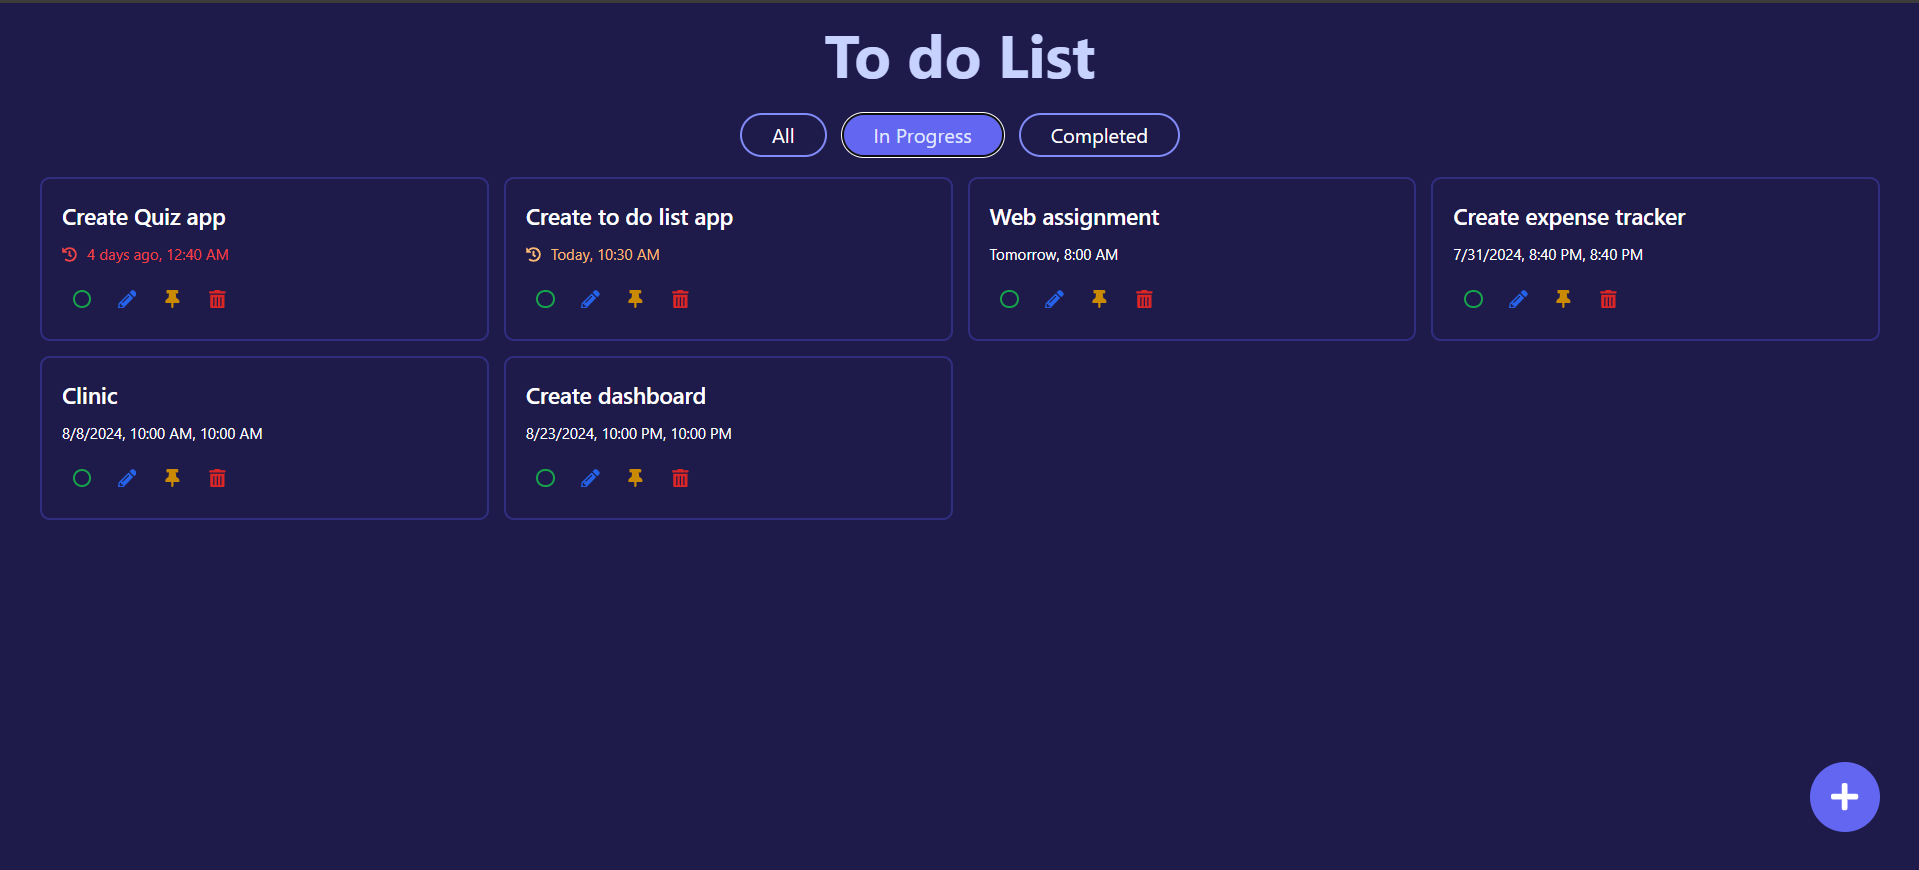 To do List
All
In Progress
Completed
Create Quiz app
4 days ago, 12:40 AM
Create to do list app
Today, 10:30 AM
Web assignment
Tomorrow, 8:00 AM
Create expense tracker
7/31/2024, 8:40 PM, 8:40 PM
Clinic
8/8/2024, 10:00 AM, 10:00 AM
Create dashboard
8/23/2024, 10:00 PM, 10:00 PM